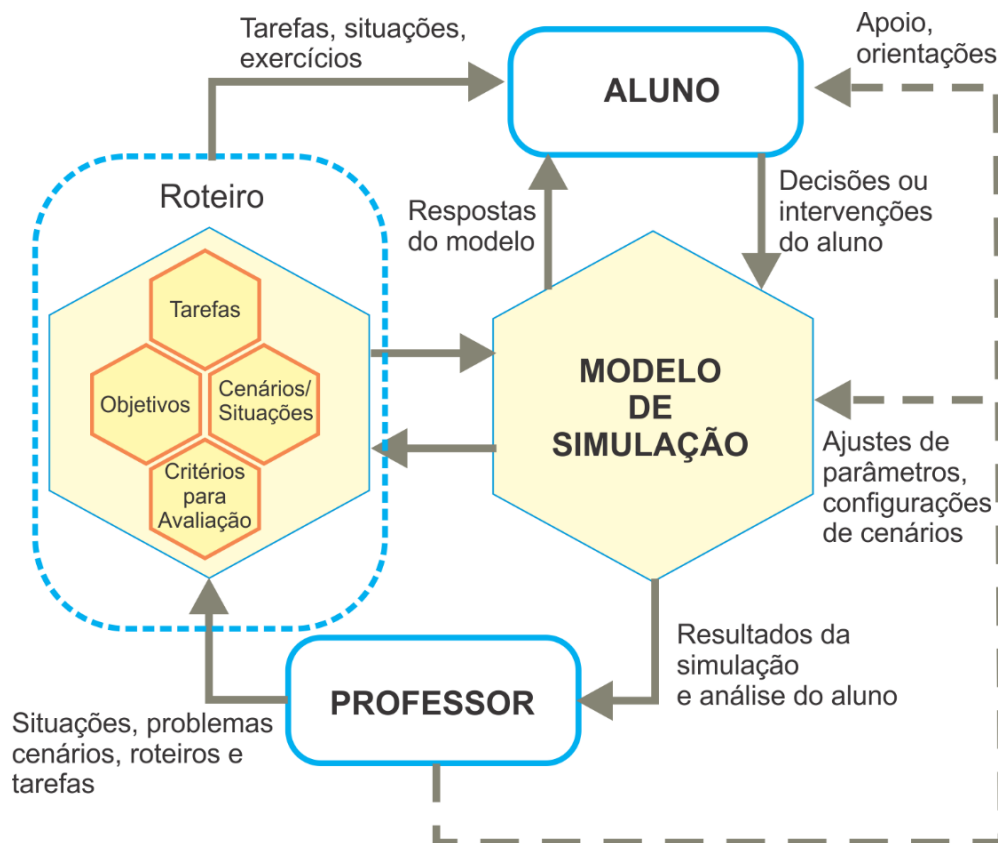 Tarefas, situações,
exercícios
ALUNO
Apoio,
orientações
Roteiro
Respostas
do modelo
Decisões ou
intervenções
do aluno
Tarefas
Objetivos
Cenários/
Situações
Critérios
para
Avaliação
MODELO
DE
SIMULAÇÃO
Ajustes de
parâmetros,
configurações
de cenários
Resultados da
simulação
e análise do aluno
PROFESSOR
Situações, problemas
cenários, roteiros e
tarefas